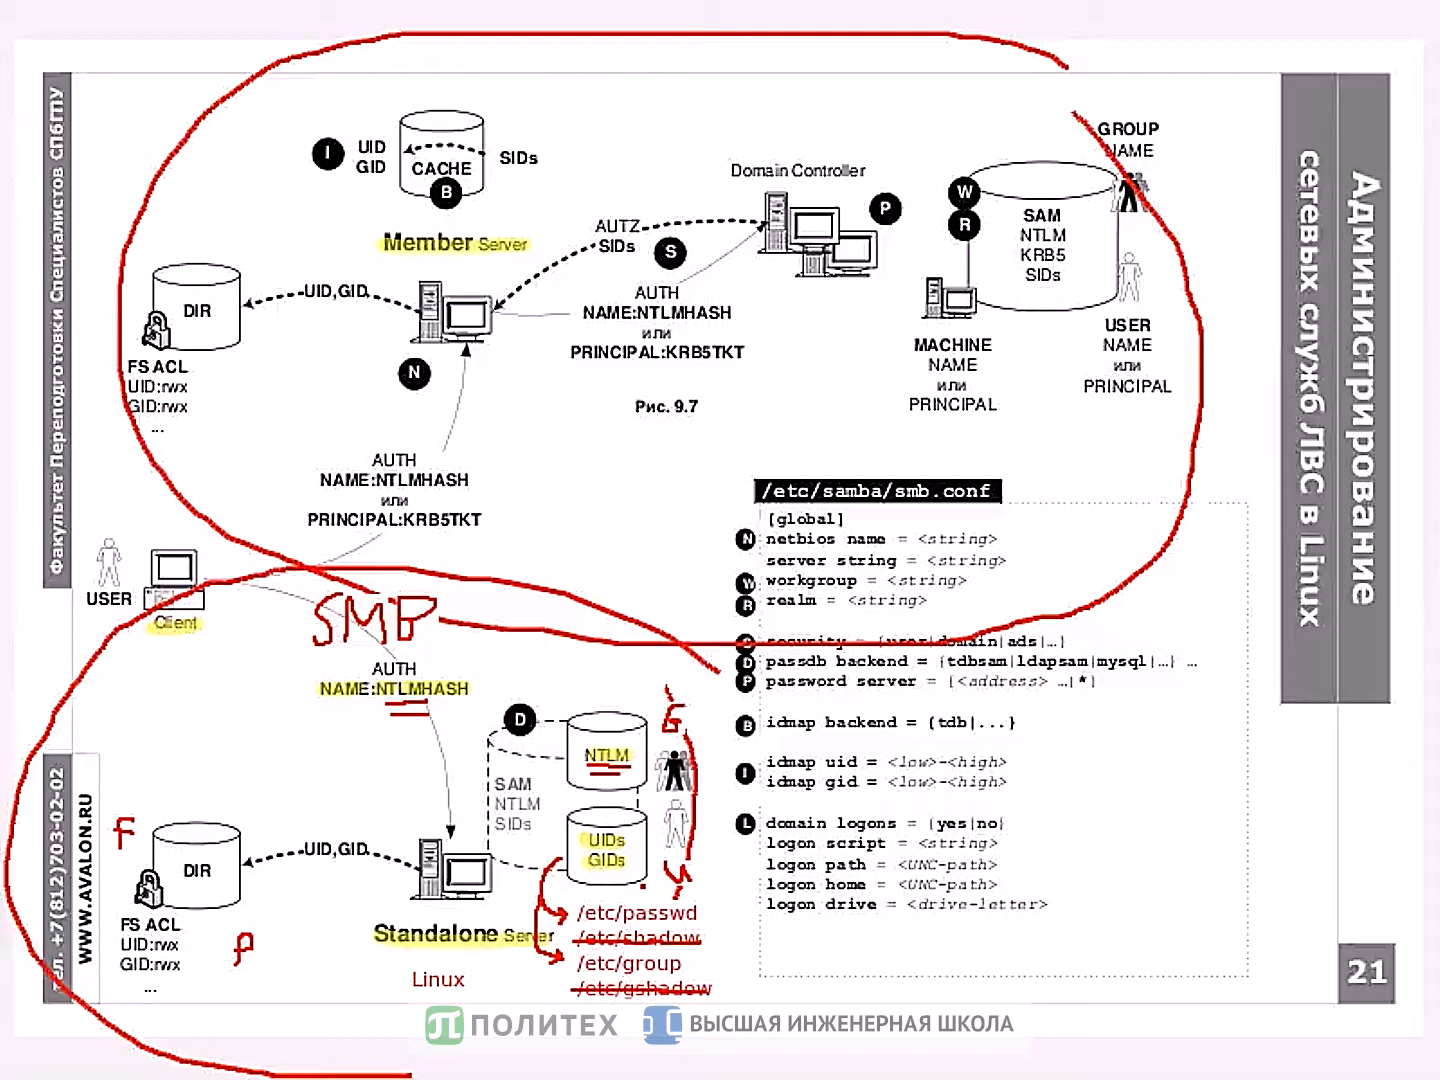 Факультет Переподготовки Специалистов СПбГПУ
Администрирование
сетевых служб ЛВС в Linux
I
UID
GID
CACHE
B
SIDs
Member Server
Domain Controller
P
GROUP
NAME
W
R
SAM
NTLM
KRB5
SIDs
AUTZ
SIDs
S
UID,GID
DIR
FS ACL
UID:rwx
GID:rwx
...
N
AUTH
NAME:NTLMHASH
или
PRINCIPAL:KRB5TKT
MACHINE
NAME
или
PRINCIPAL
USER
NAME
или
PRINCIPAL
Рис. 9.7
AUTH
NAME:NTLMHASH
или
PRINCIPAL:KRB5TKT
USER
Client
SMB
AUTH
NAME:NTLMHASH
/etc/samba/smb.conf
[global]
N netbios name = <string>
server string = <string>
W workgroup = <string>
R realm = <string>
security = {user|domain|ads|…}
D passdb backend = {tdbsam|ldapsam|mysql|…} …
P password server = {<address> …|*}
B idmap backend = {tdb|...}
I idmap uid = <low>-<high>
idmap gid = <low>-<high>
L domain logons = {yes|no}
logon script = <string>
logon path = <UNC-path>
logon home = <UNC-path>
logon drive = <drive-letter>
D
NTLM
SAM
NTLM
SIDs
UIDs
GIDs
UID,GID
DIR
FS ACL
UID:rwx
GID:rwx
...
Standalone Server
Linux
/etc/passwd
/etc/shadow
/etc/group
/etc/gshadow
тел. +7(812)703-02-02
WWW.AVALON.RU
21
ПОЛИТЕХ
ВЫСШАЯ ИНЖЕНЕРНАЯ ШКОЛА